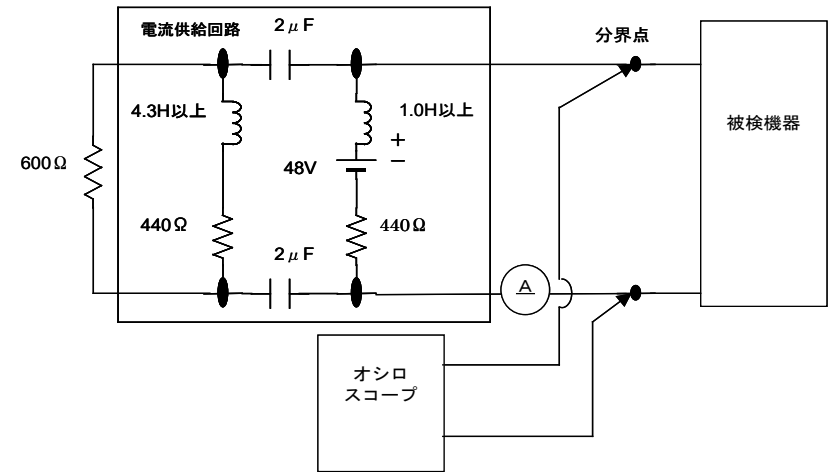 電流供給回路
2μF
分界点
4.3H以上
1.0H以上
+
−
被検機器
600Ω
48V
440Ω
440Ω
2μF
A
オシロ
スコープ